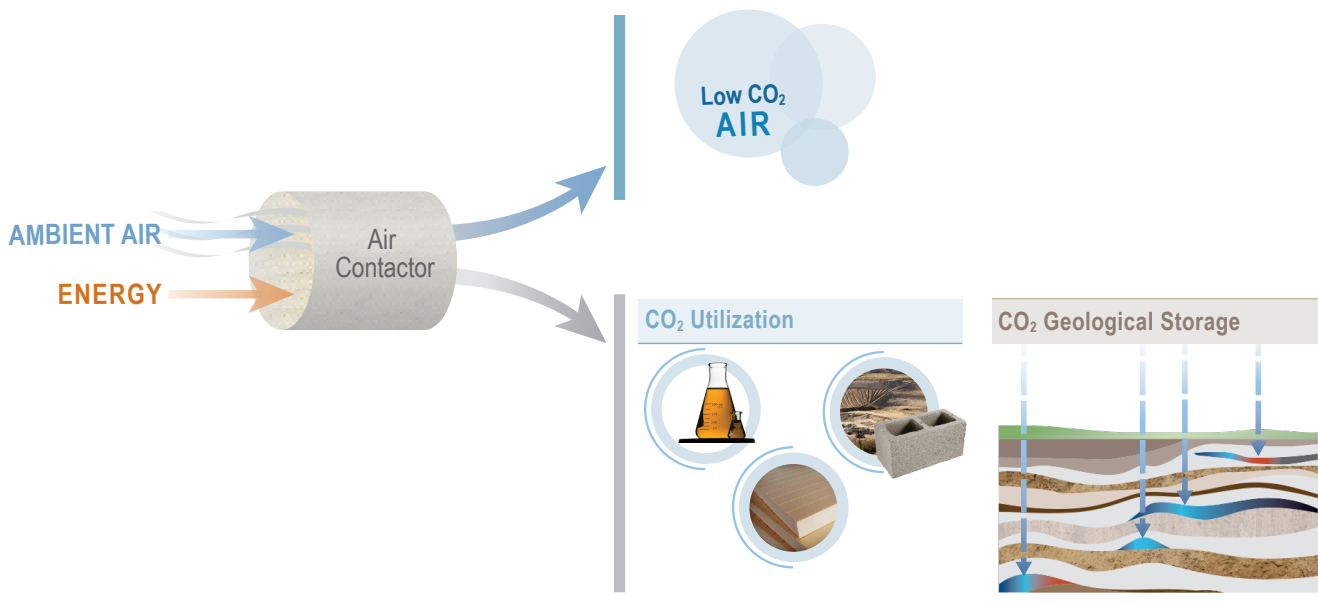 Low CO₂
AIR
AMBIENT AIR
ENERGY
Air
Contactor
CO₂ Utilization
CO₂ Geological Storage